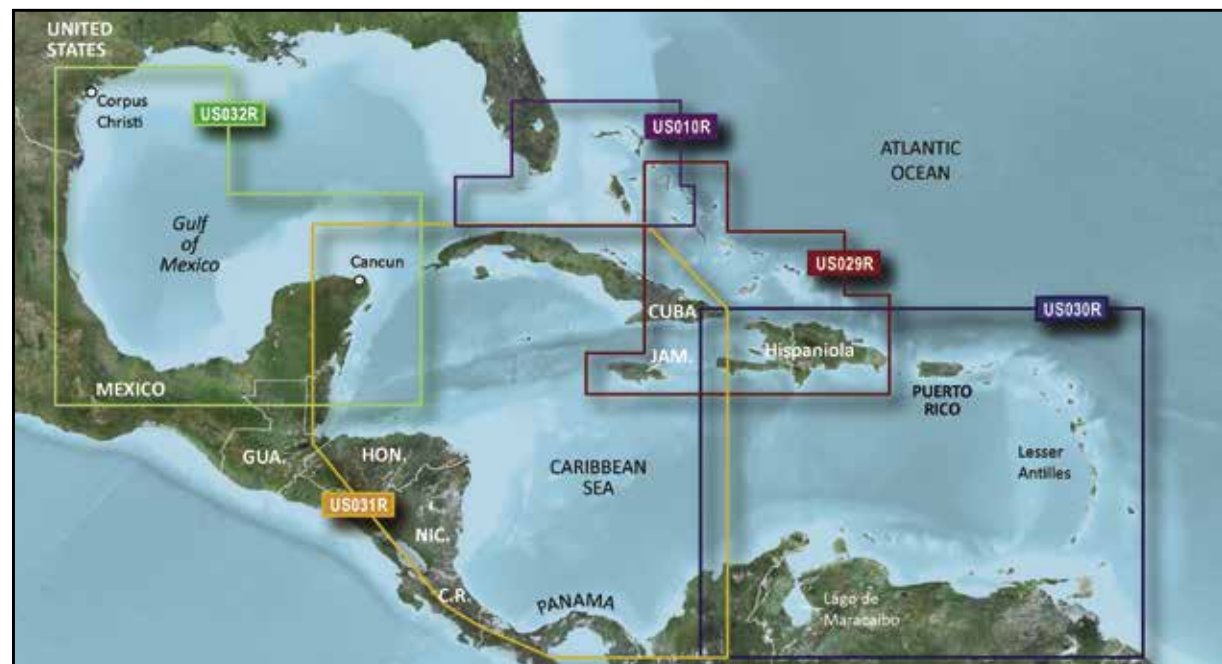 UNITED
STATES
Corpus
Christi
US032R
US010R
ATLANTIC
OCEAN
Gulf
of
Mexico
Cancun
US029R
CUBA
US030R
JAM.
Hispaniola
MEXICO
PUERTO
RICO
GUA.
HON.
CARIBBEAN
SEA
Lesser
Antilles
US031R
NIC.
C.R.
PANAMA
Lago de
Maracaibo